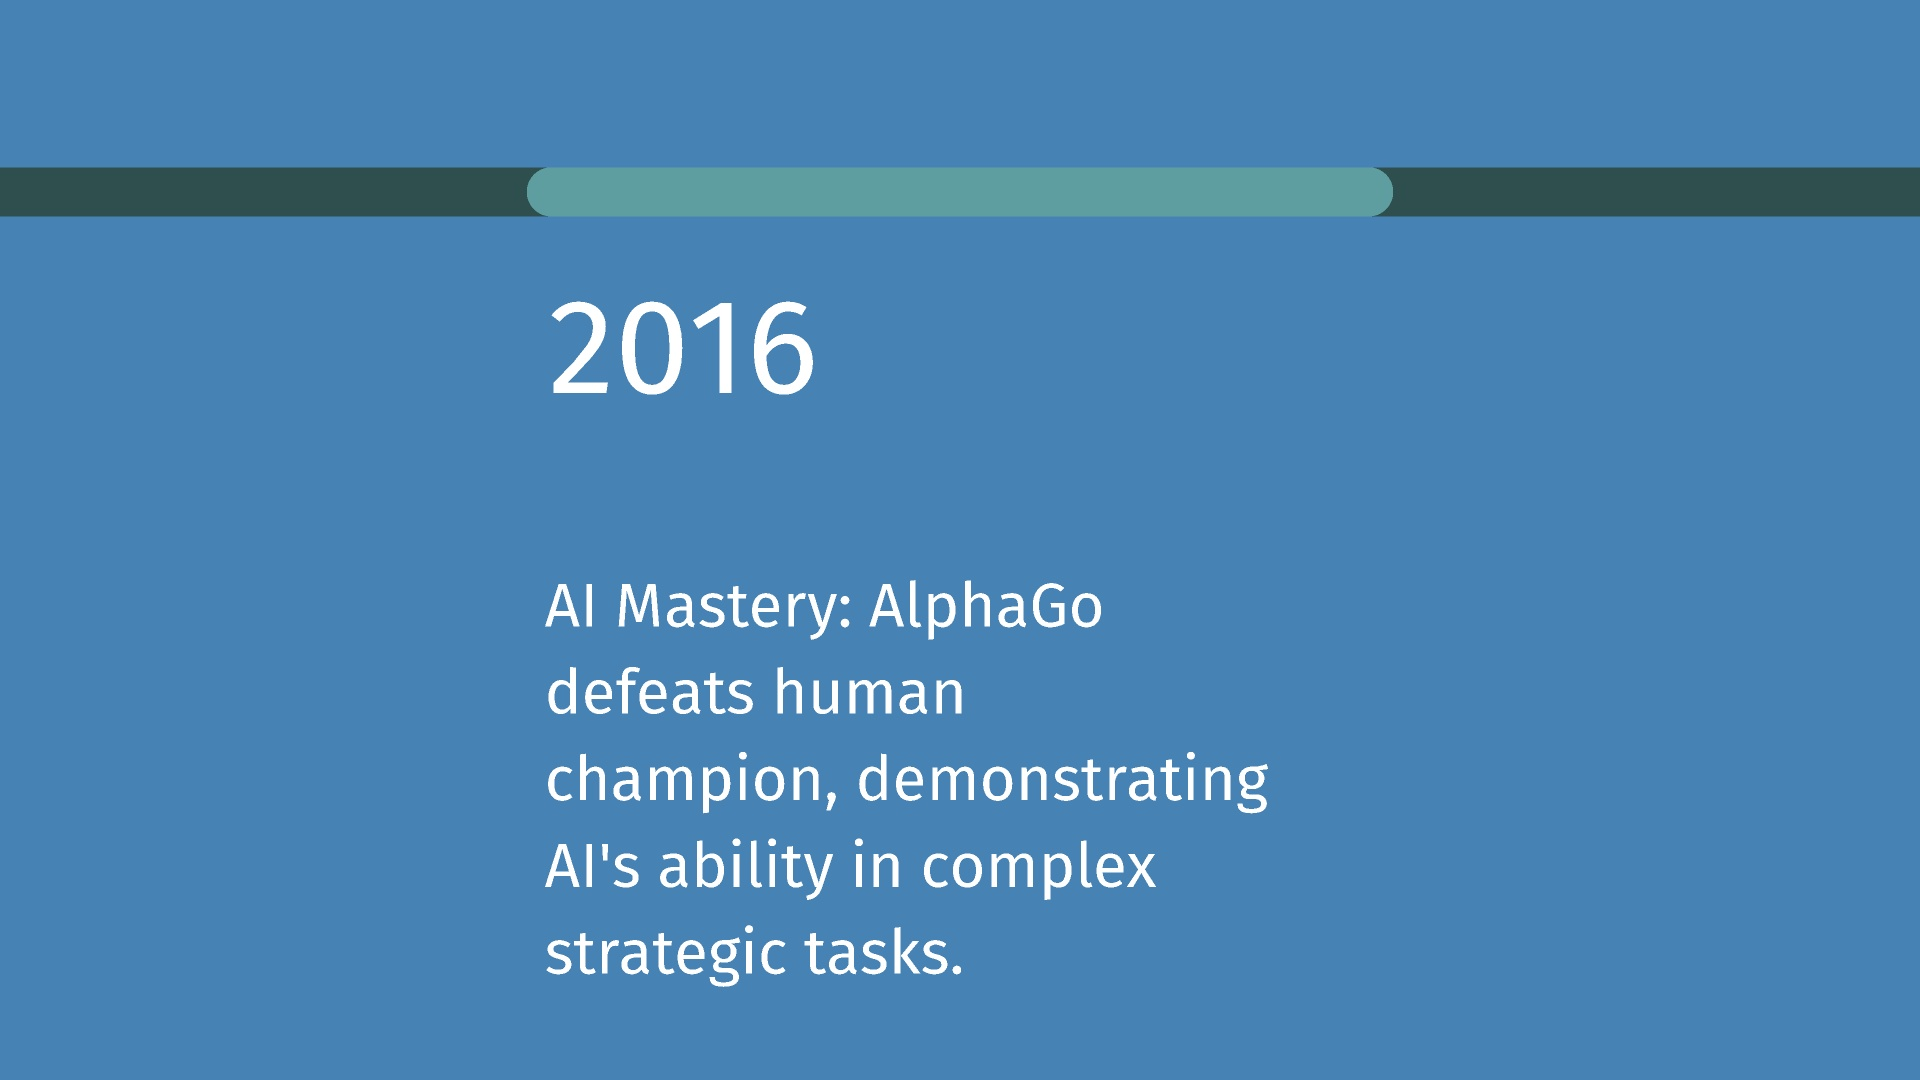 2016
AI Mastery: AlphaGo
defeats human
champion, demonstrating
AI's ability in complex
strategic tasks.